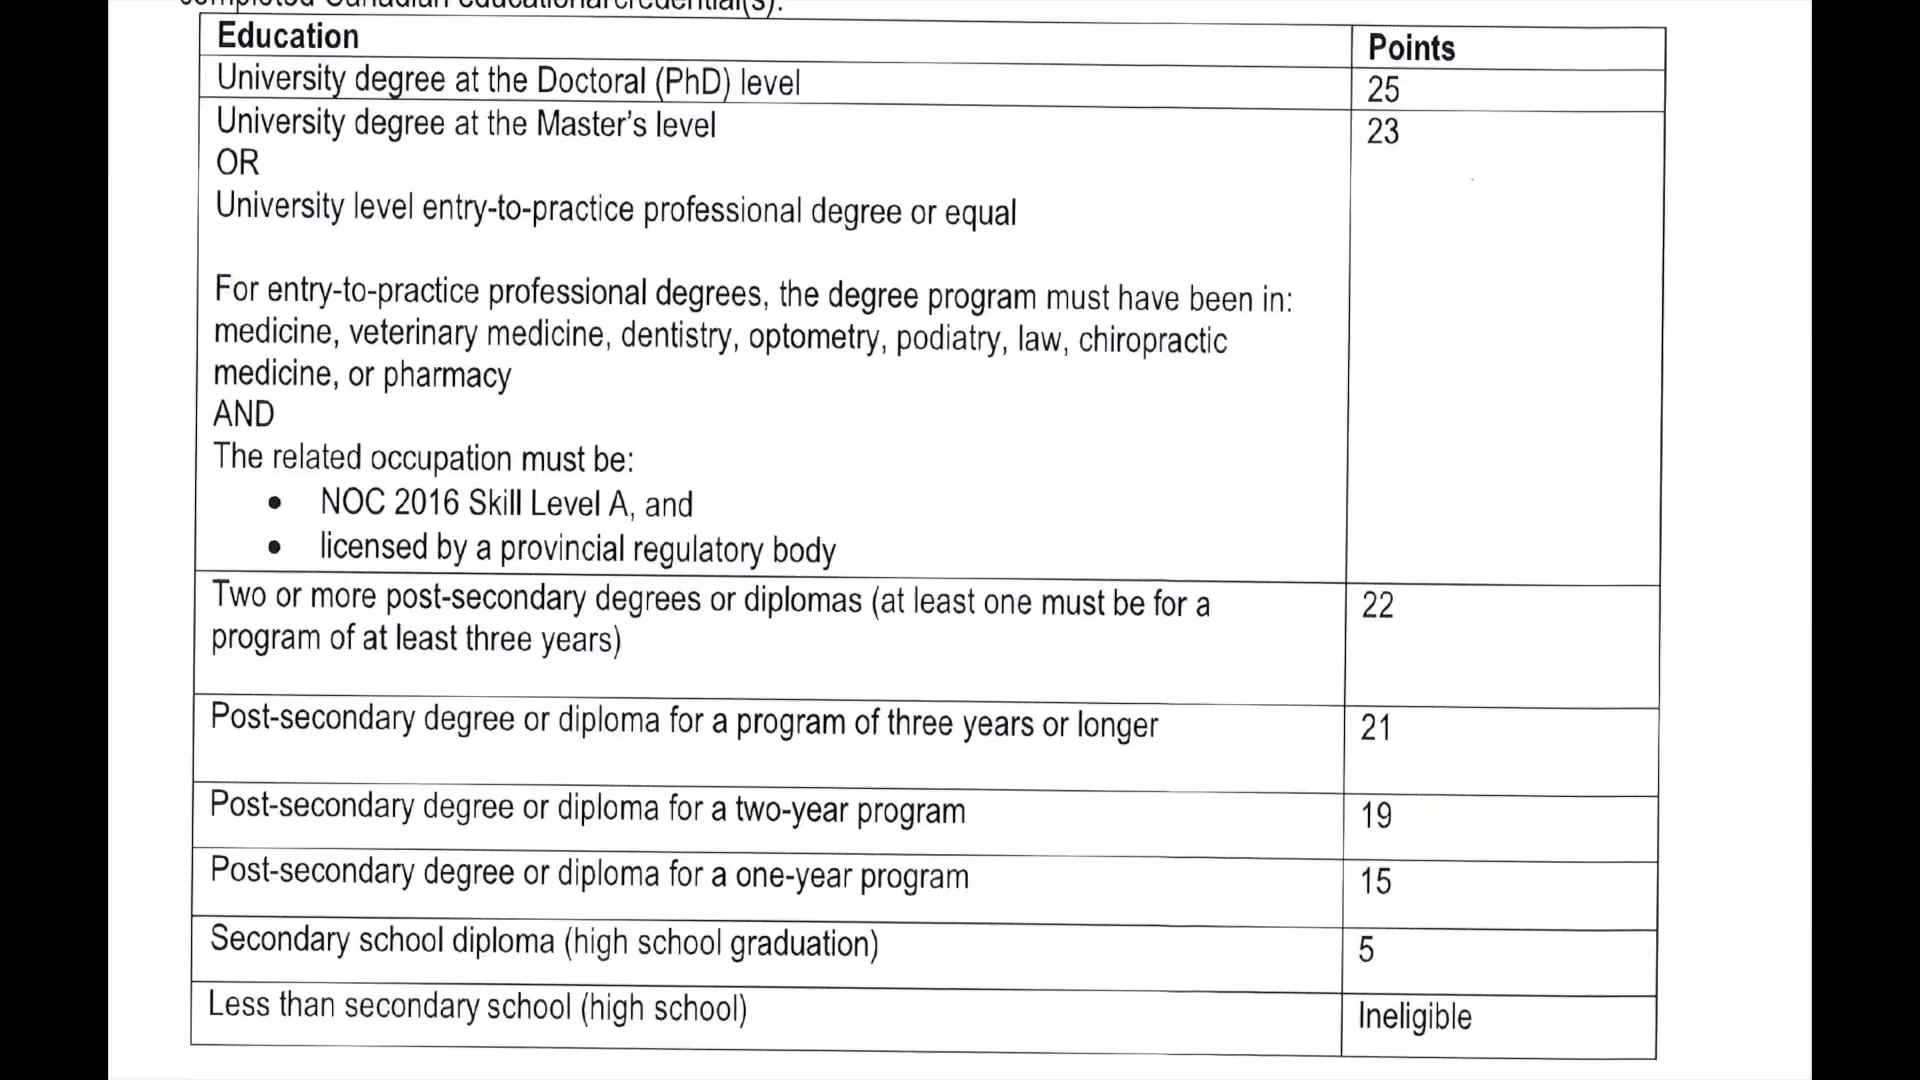 completed Canadian educational credential(s).
Education
Points
University degree at the Doctoral (PhD) level
25
University degree at the Master's level
23
OR
University level entry-to-practice professional degree or equal
For entry-to-practice professional degrees, the degree program must have been in:
medicine, veterinary medicine, dentistry, optometry, podiatry, law, chiropractic
medicine, or pharmacy
AND
The related occupation must be:
• NOC 2016 Skill Level A, and
• licensed by a provincial regulatory body
Two or more post-secondary degrees or diplomas (at least one must be for a
22
program of at least three years)
Post-secondary degree or diploma for a program of three years or longer
21
Post-secondary degree or diploma for a two-year program
19
Post-secondary degree or diploma for a one-year program
15
Secondary school diploma (high school graduation)
5
Less than secondary school (high school)
Ineligible